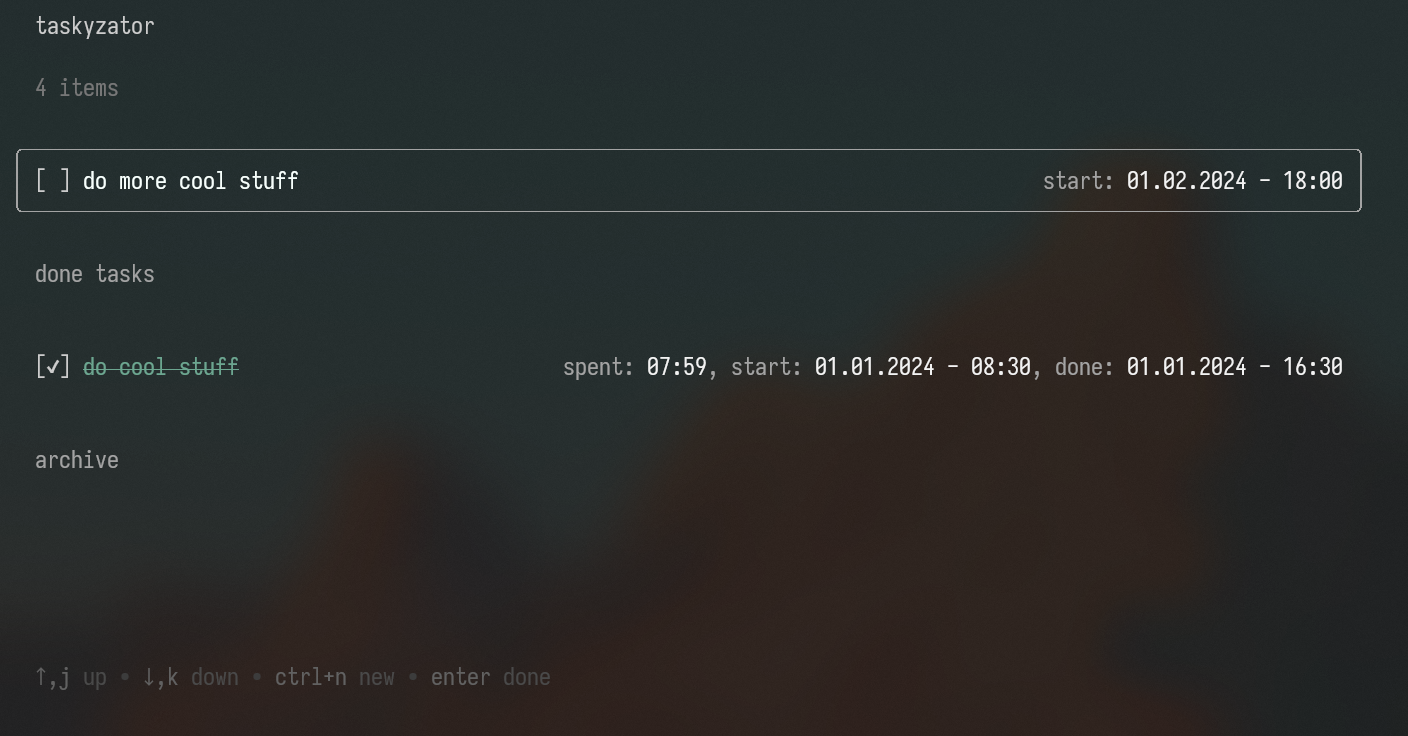 taskyzator
4 items
[ ] do more cool stuff start: 01.02.2024 - 18:00
done tasks
[✓] do cool stuff spent: 07:59, start: 01.01.2024 - 08:30, done: 01.01.2024 - 16:30
archive
↑,j up • ↓,k down • ctrl+n new • enter done